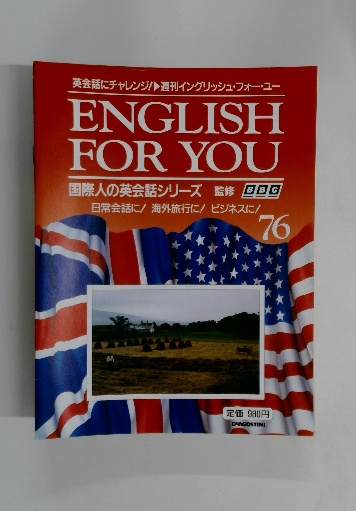 英会話にチャレンジ!▶週刊イングリッシュ・フォー・ユー
ENGLISH
FOR YOU
国際人の英会話シリーズ 監修 BBC
日常会話に! 海外旅行に! ビジネスに!
76
定価 980円
DEAGOSTINI